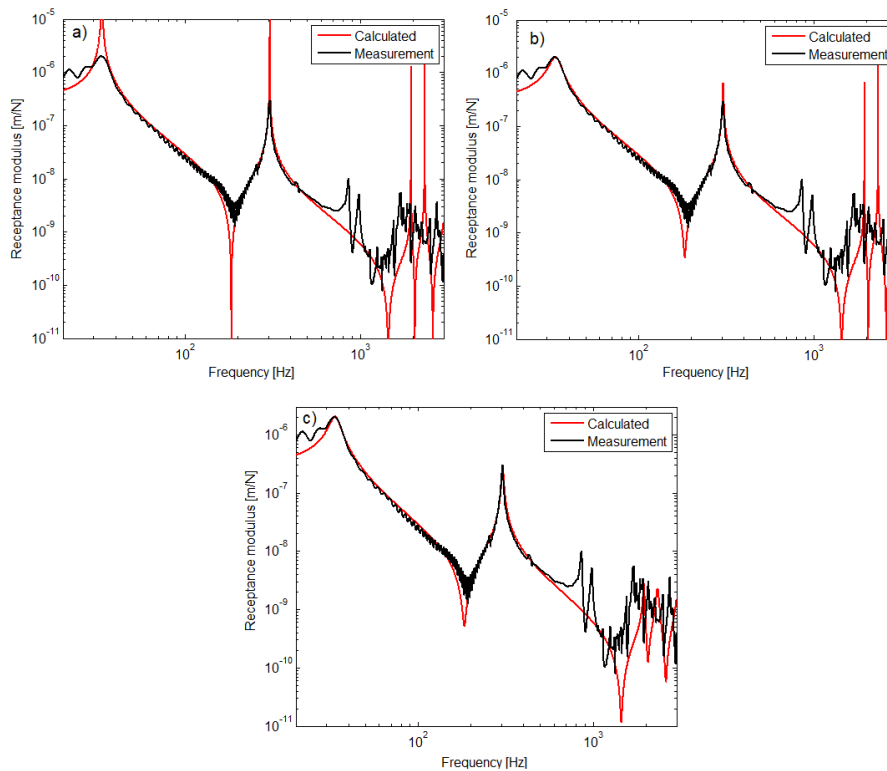 a)
Calculated
Measurement
10^-5
10^-6
10^-7
10^-8
10^-9
10^-10
10^-11
Receptance modulus [m/N]
10^2
10^3
Frequency [Hz]
b)
Calculated
Measurement
10^-5
10^-6
10^-7
10^-8
10^-9
10^-10
10^-11
Receptance modulus [m/N]
10^2
10^3
Frequency [Hz]
c)
Calculated
Measurement
10^-6
10^-7
10^-8
10^-9
10^-10
10^-11
Receptance modulus [m/N]
10^2
10^3
Frequency [Hz]